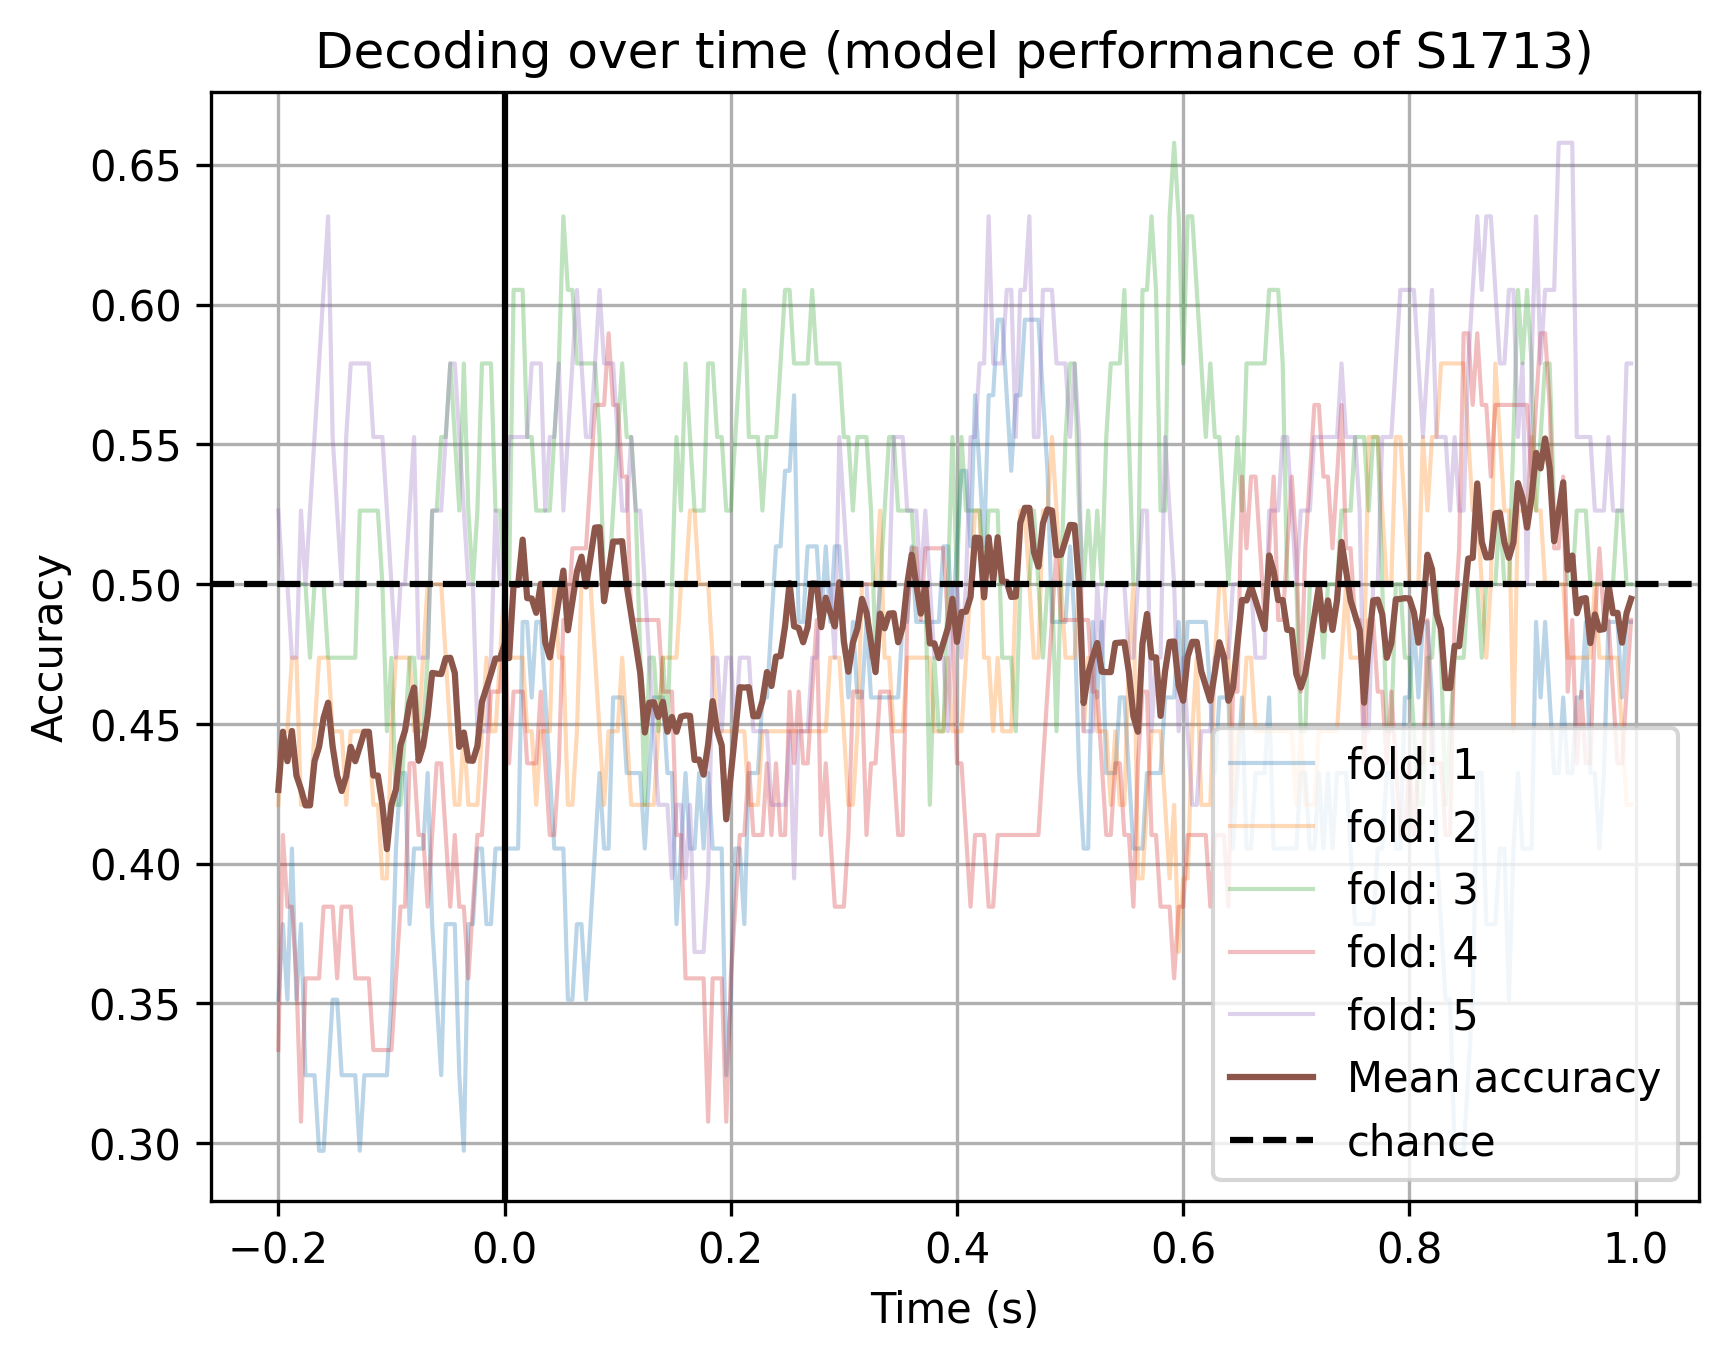 Decoding over time (model performance of S1713)
Accuracy
0.65
0.60
0.55
0.50
0.45
0.40
0.35
0.30
fold: 1
fold: 2
fold: 3
fold: 4
fold: 5
Mean accuracy
chance
−0.2 0.0 0.2 0.4 0.6 0.8 1.0
Time (s)